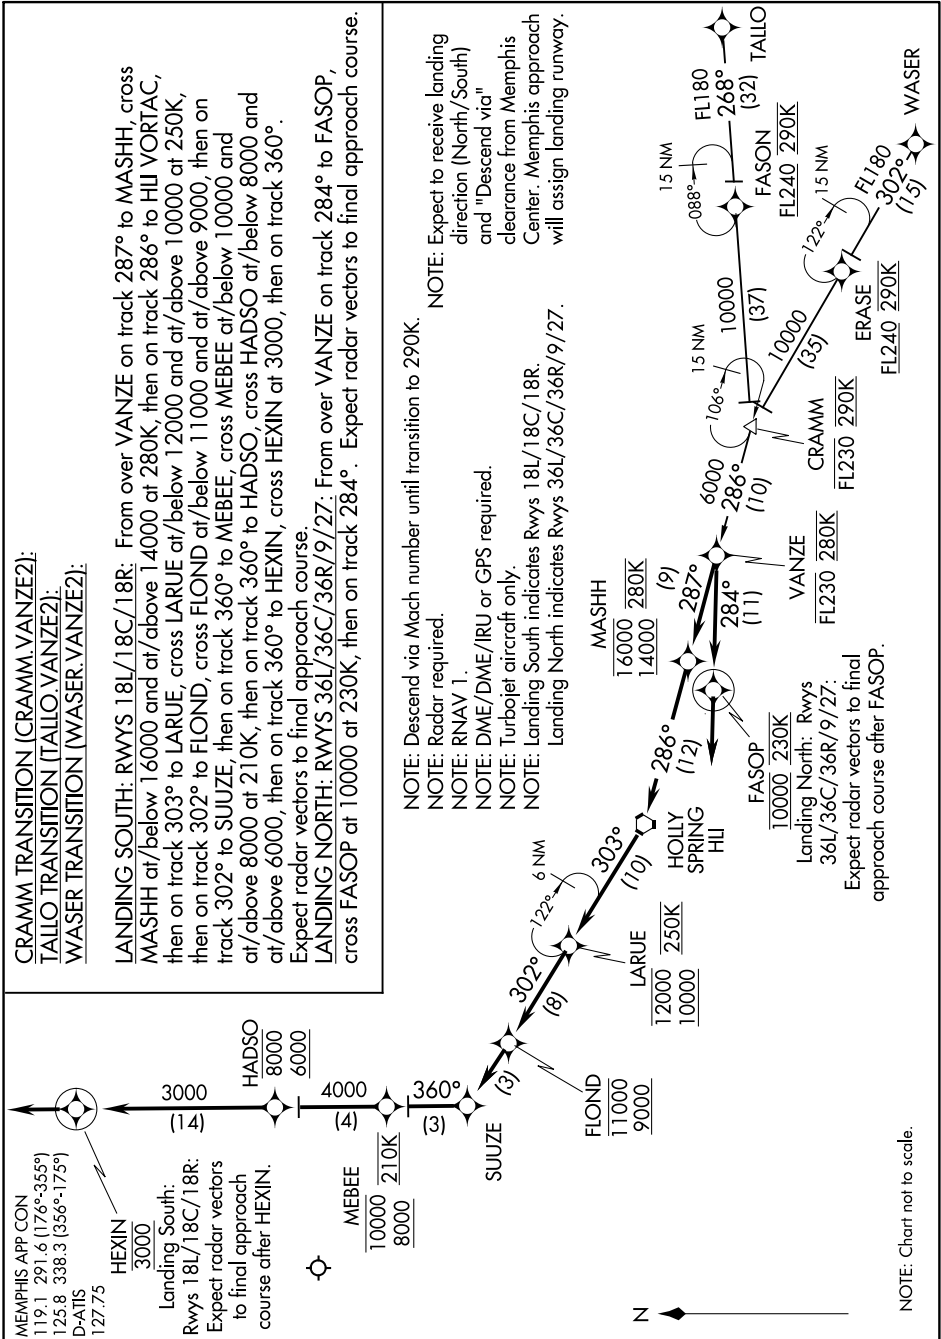 CRAMM TRANSITION (CRAMM.VANZE2):
TALLO TRANSITION (TALLO.VANZE2):
WASER TRANSITION (WASER.VANZE2):
LANDING SOUTH: RWYS 18L/18C/18R: From over VANZE on track 287° to MASHH, cross
MASHH at/below 16000 and at/above 14000 at 280K, then on track 286° to HLI VORTAC,
then on track 303° to LARUE, cross LARUE at/below 12000 and at/above 10000 at 250K,
then on track 302° to FLOND, cross FLOND at/below 11000 and at/above 9000, then on
track 302° to SUUZE, then on track 360° to MEBEE, cross MEBEE at/below 10000 and
at/above 8000 at 210K, then on track 360° to HADSO, cross HADSO at/below 8000 and
at/above 6000, then on track 360° to HEXIN, cross HEXIN at 3000, then on track 360°.
Expect radar vectors to final approach course.
LANDING NORTH: RWYS 36L/36C/36R/9/27: From over VANZE on track 284° to FASOP,
cross FASOP at 10000 at 230K, then on track 284°. Expect radar vectors to final approach course.
NOTE: Descend via Mach number until transition to 290K.
NOTE: Radar required.
NOTE: RNAV 1.
NOTE: DME/DME/IRU or GPS required.
NOTE: Turbojet aircraft only.
NOTE: Landing South indicates Rwys 18L/18C/18R.
Landing North indicates Rwys 36L/36C/36R/9/27.
NOTE: Expect to receive landing
direction (North/South)
and "Descend via"
clearance from Memphis
Center. Memphis approach
will assign landing runway.
MEMPHIS APP CON
119.1 291.6 (176°-355°)
125.8 338.3 (356°-175°)
D-ATIS
127.75
HEXIN
3000
Landing South:
Rwys 18L/18C/18R:
Expect radar vectors
to final approach
course after HEXIN.
3000
(14)
HADSO
8000
6000
4000
(4)
MEBEE
10000 210K
8000
360°
(3)
SUUZE
(3)
FLOND
11000
9000
302°
(8)
LARUE
12000 250K
10000
122°
6 NM
303°
(10)
HOLLY
SPRING
HLI
286°
(12)
MASHH
16000 280K
14000
287°
(9)
284°
(11)
FASOP
10000 230K
Landing North: Rwys
36L/36C/36R/9/27:
Expect radar vectors to final
approach course after FASOP.
VANZE
FL230 280K
6000
286°
(10)
CRAMM
FL230 290K
106°
15 NM
10000
(37)
10000
(35)
FASON
FL240 290K
088°
15 NM
FL180
268°
(32)
TALLO
ERASE
FL240 290K
122°
15 NM
FL180
302°
(15)
WASER
N
NOTE: Chart not to scale.